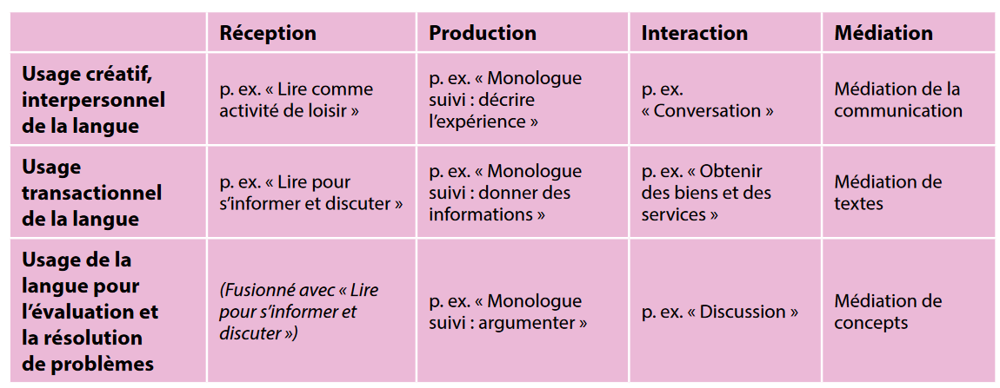 Réception
Production
Interaction
Médiation
Usage créatif,
interpersonnel
de la langue
p. ex. « Lire comme
activité de loisir »
p. ex. « Monologue
suivi : décrire
l’expérience »
p. ex.
« Conversation »
Médiation de la
communication
Usage
transactionnel
de la langue
p. ex. « Lire pour
s’informer et discuter »
p. ex. « Monologue
suivi : donner des
informations »
p. ex. « Obtenir
des biens et des
services »
Médiation de
textes
Usage de la
langue pour
l’évaluation et
la résolution
de problèmes
(Fusionné avec « Lire
pour s’informer et
discuter »)
p. ex. « Monologue
suivi : argumenter »
p. ex. « Discussion »
Médiation de
concepts